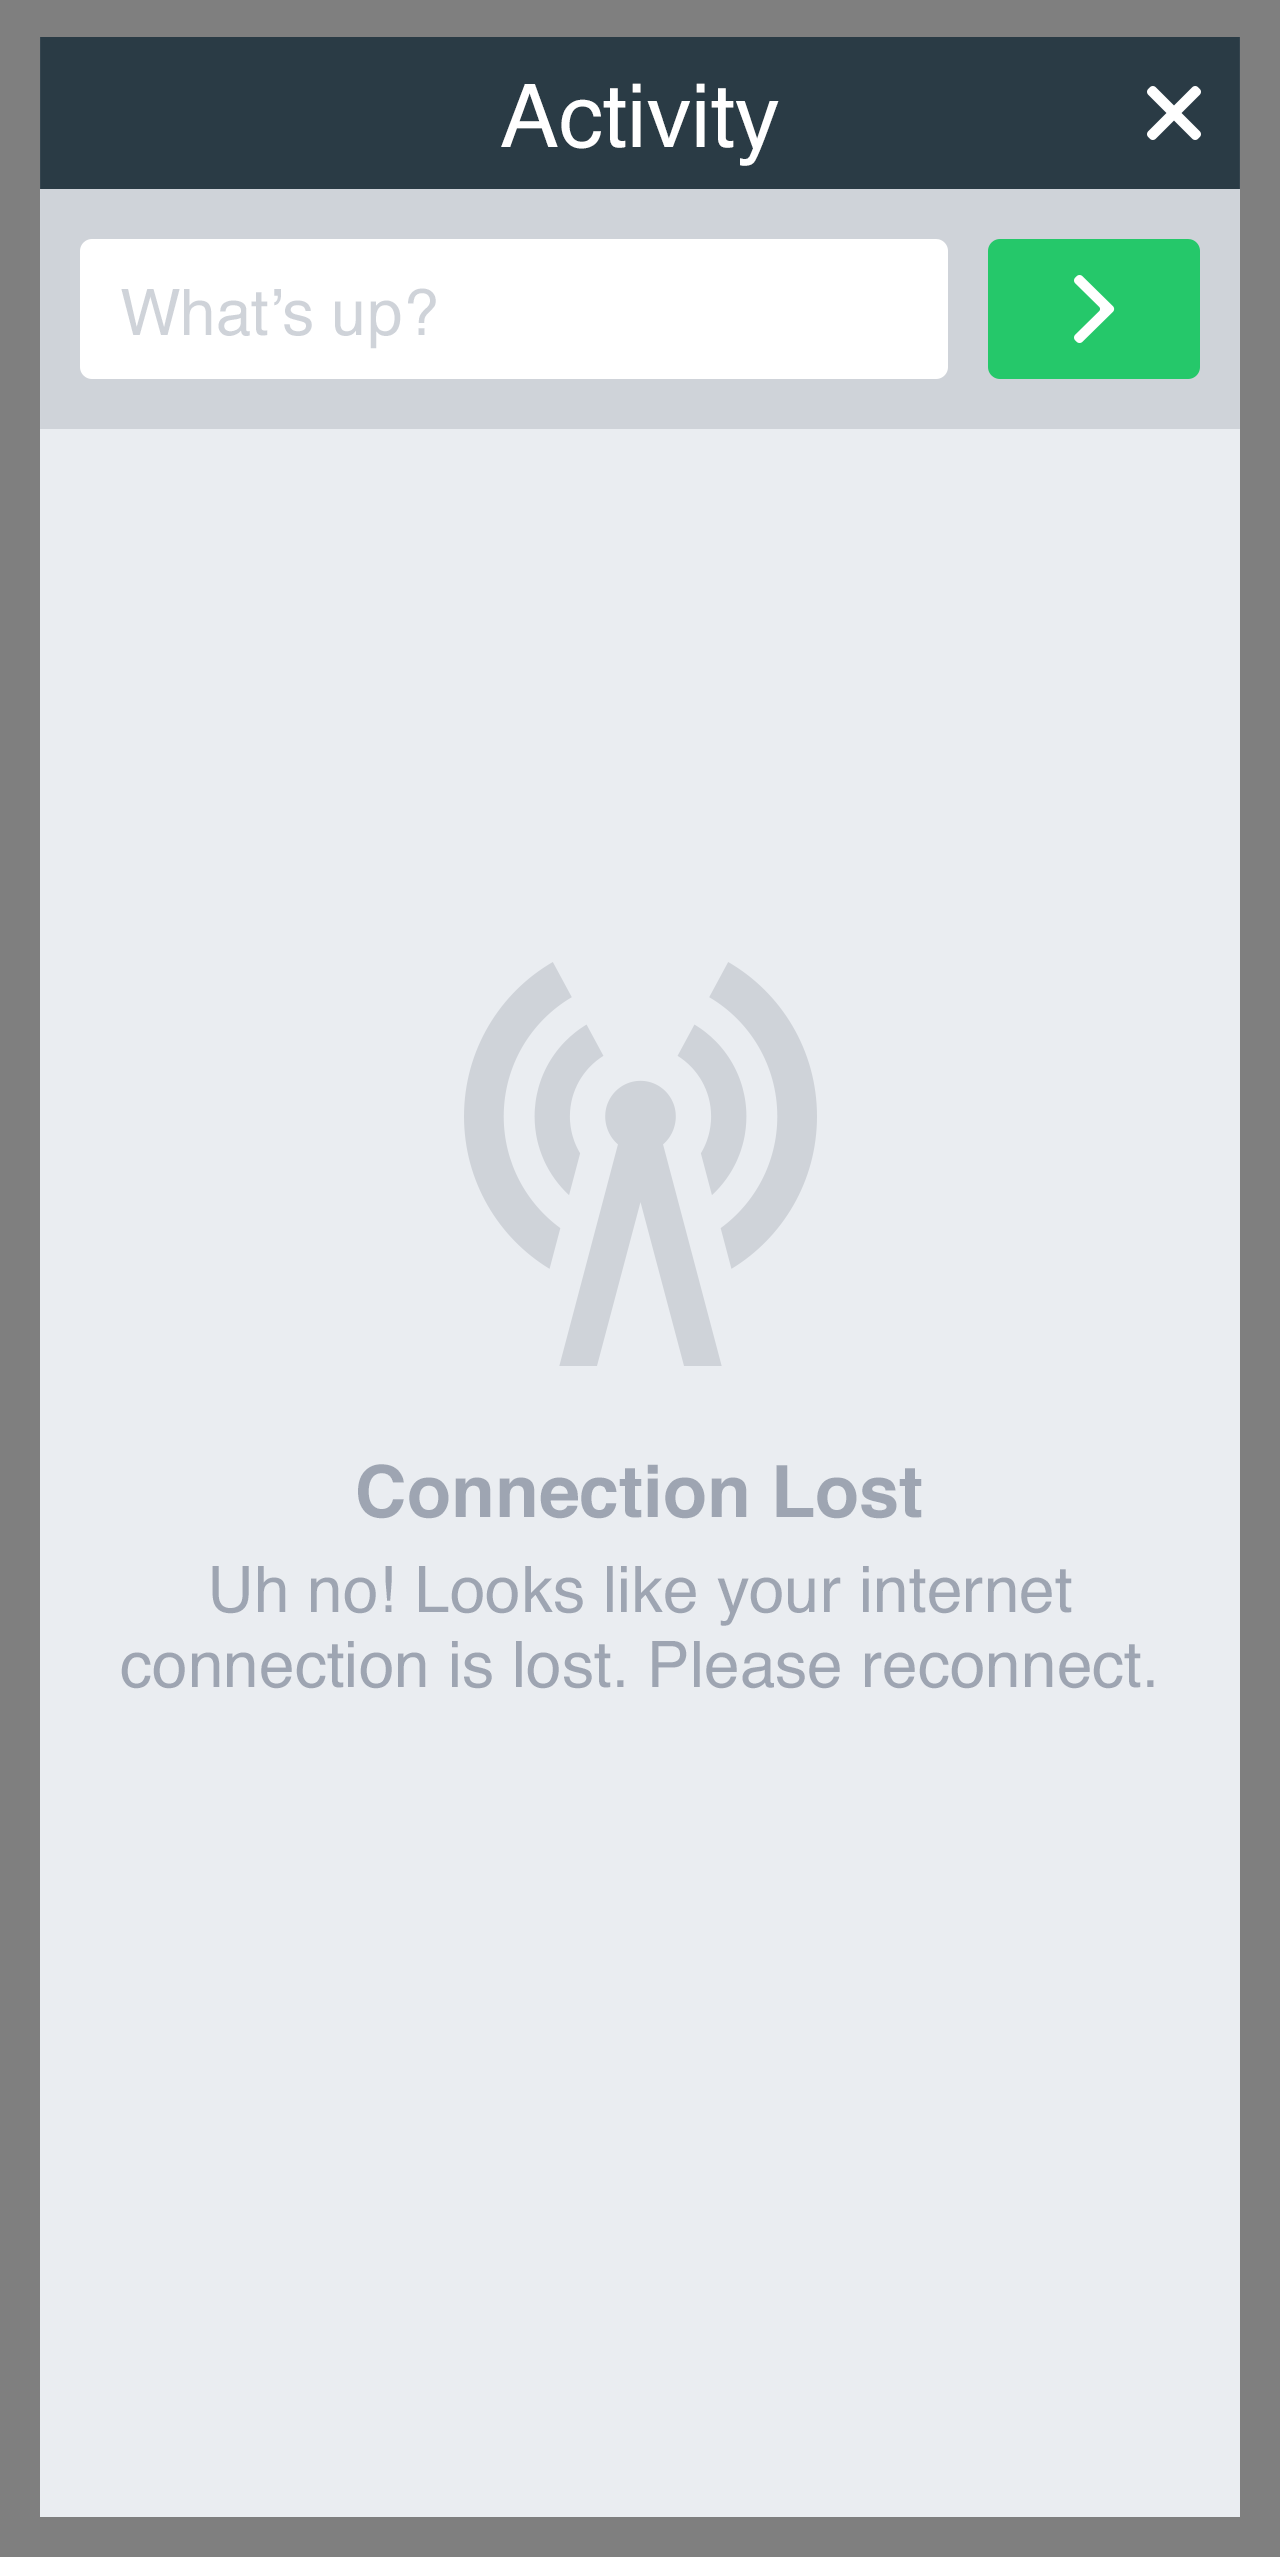 Activity
What’s up?
Connection Lost
Uh no! Looks like your internet
connection is lost. Please reconnect.